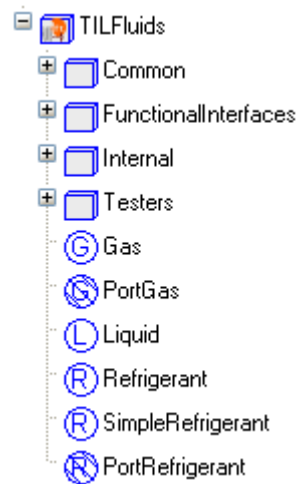 TILFluids
Common
FunctionalInterfaces
Internal
Testers
G Gas
G PortGas
L Liquid
R Refrigerant
R SimpleRefrigerant
R PortRefrigerant